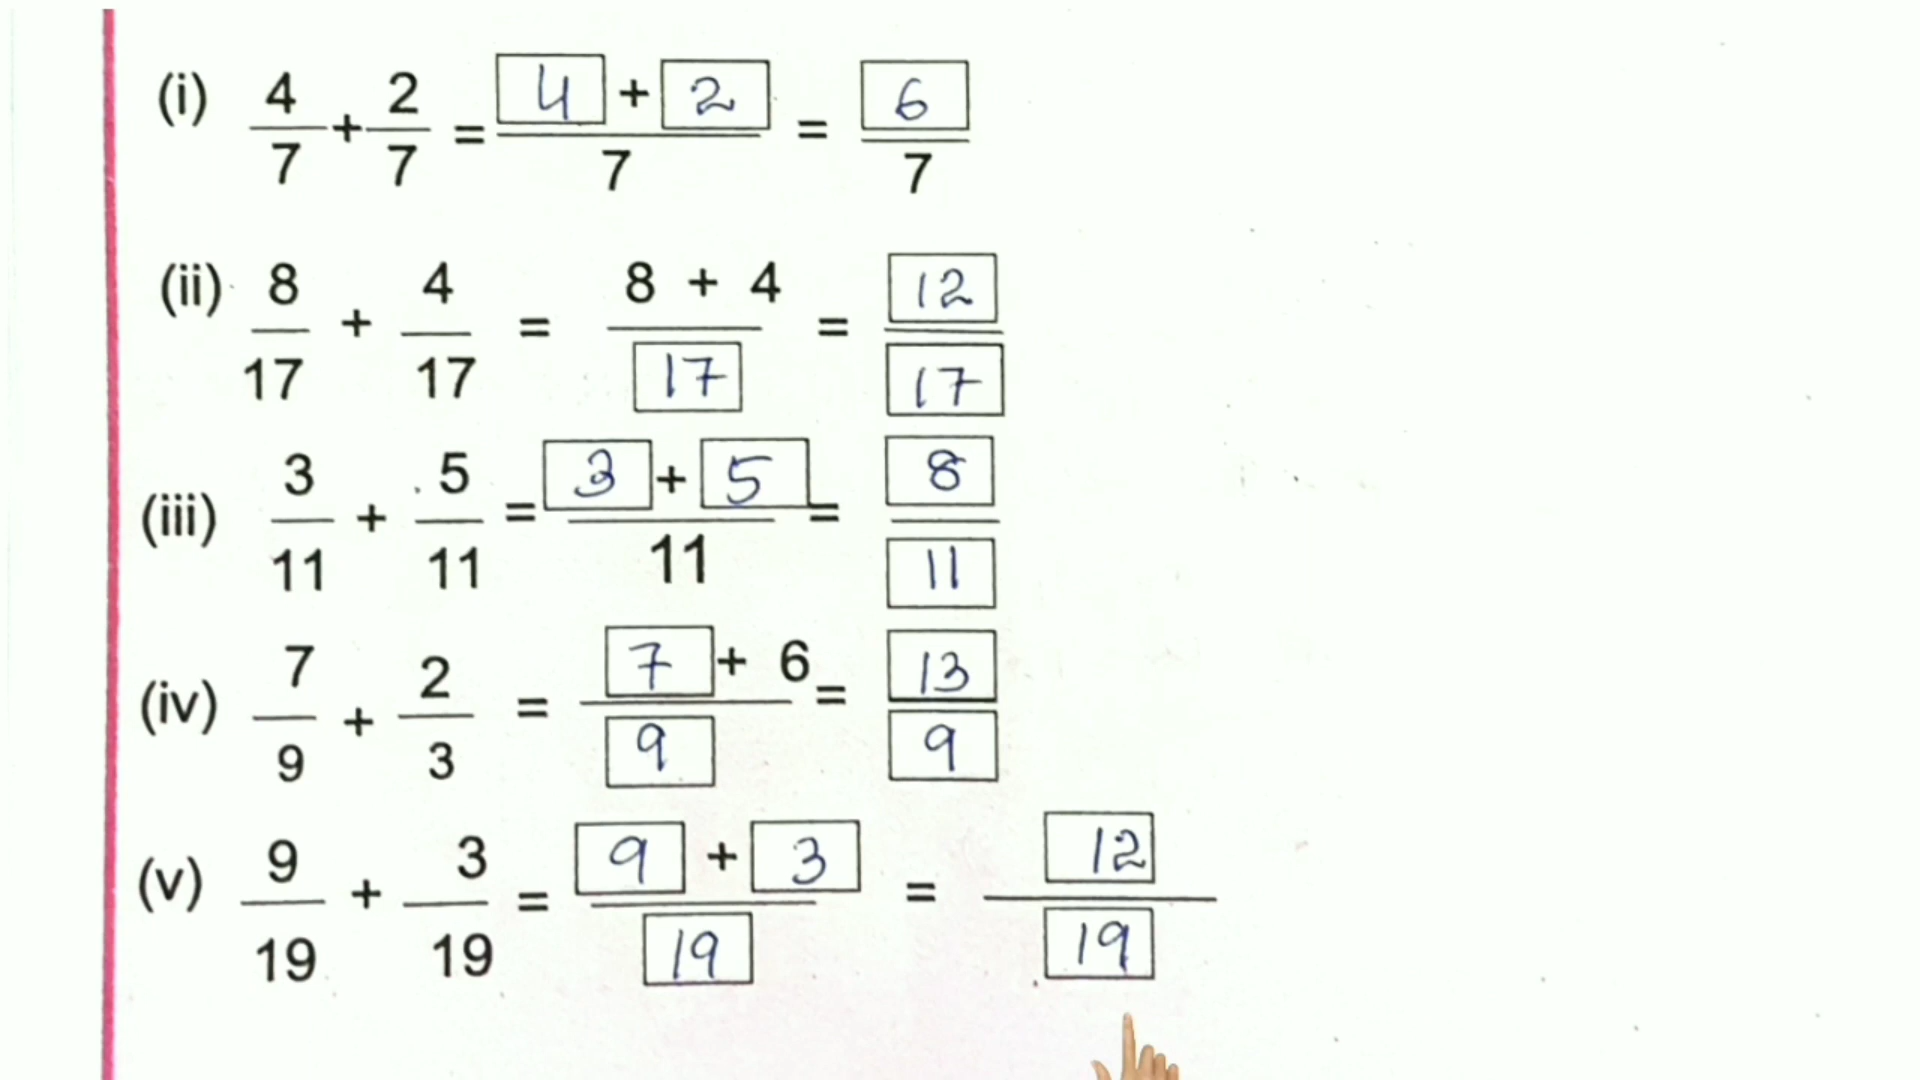 (i) 4/7 + 2/7 = 4 + 2/7 = 6/7
(ii) 8/17 + 4/17 = 8 + 4/17 = 12/17
(iii) 3/11 + 5/11 = 3 + 5/11 = 8/11
(iv) 7/9 + 2/3 = 7 + 6/9 = 13/9
(v) 9/19 + 3/19 = 9 + 3/19 = 12/19